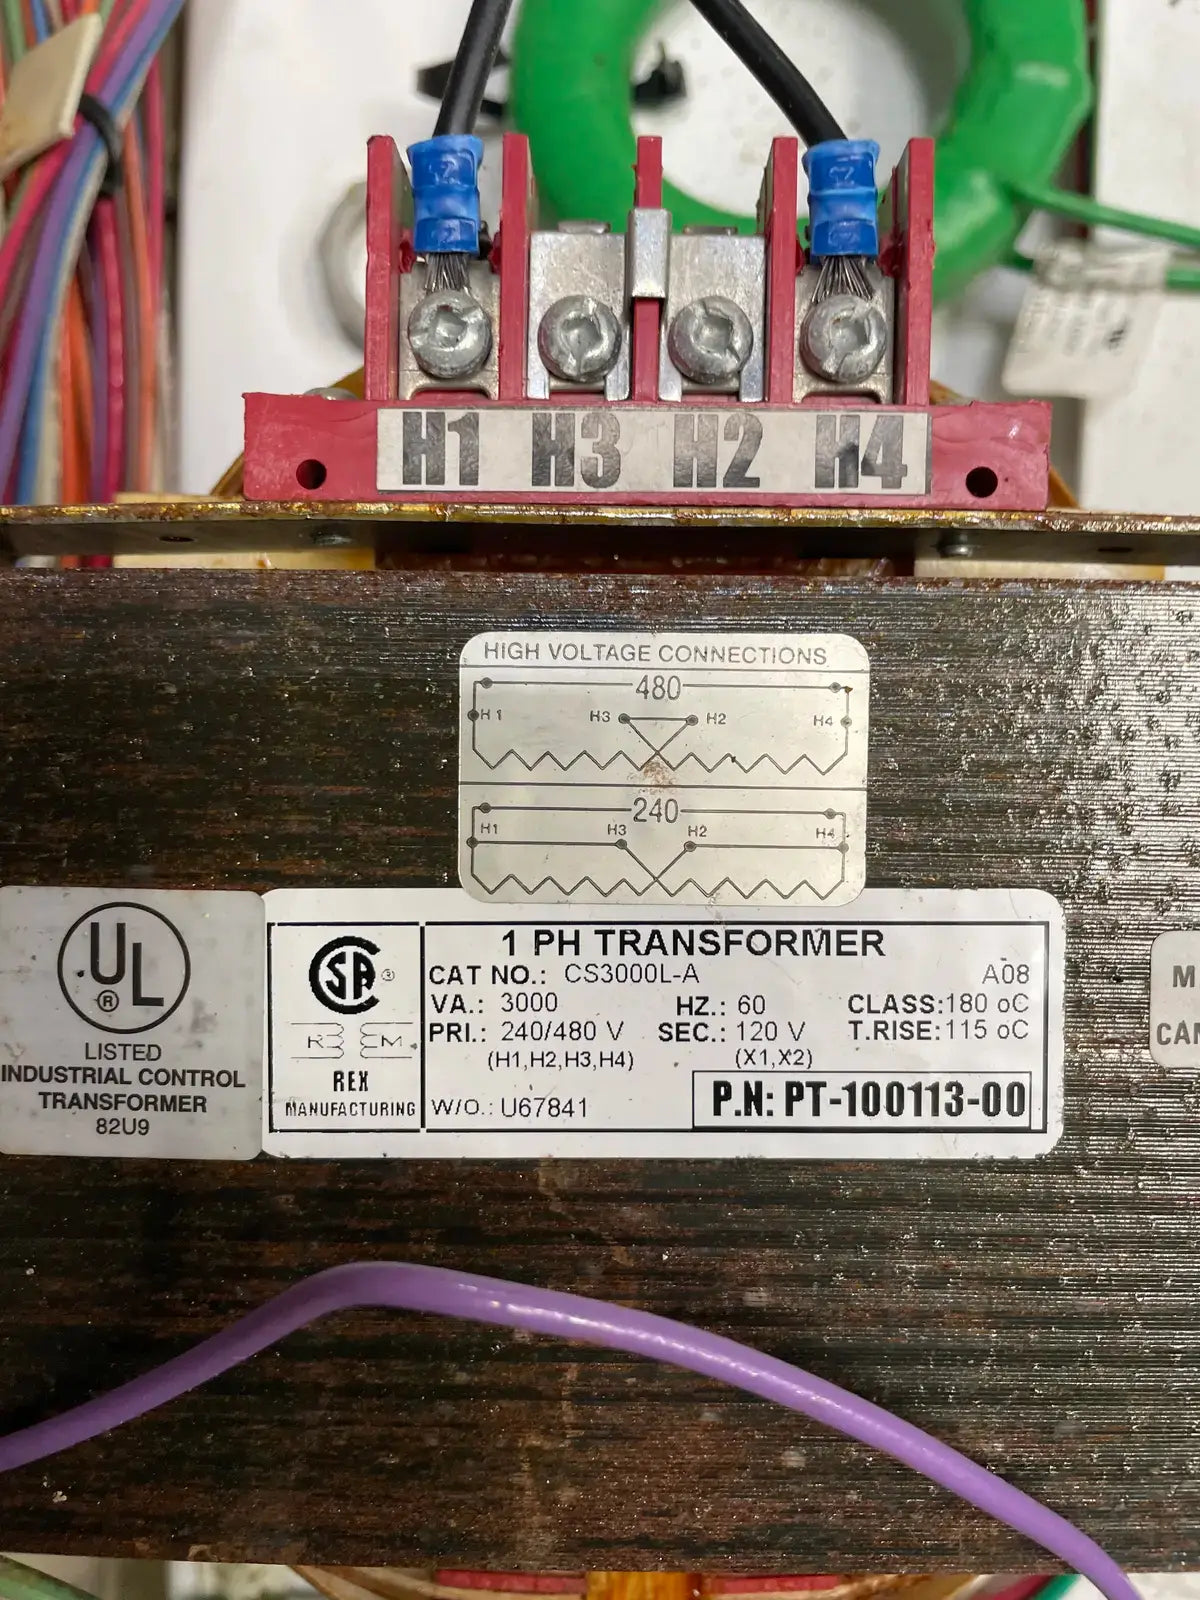 H1 H3 H2 H4
HIGH VOLTAGE CONNECTIONS
480
H1 H3 H2 H4
240
H1 H3 H2 H4
UL
®
LISTED
INDUSTRIAL CONTROL
TRANSFORMER
82U9
CSA ®
R E M
REX
MANUFACTURING
1 PH TRANSFORMER
CAT NO.: CS3000L-A A08
VA.: 3000 HZ.: 60 CLASS:180 oC
PRI.: 240/480 V SEC.: 120 V T.RISE:115 oC
(H1,H2,H3,H4) (X1,X2)
W/O.: U67841 P.N: PT-100113-00
M
CAN